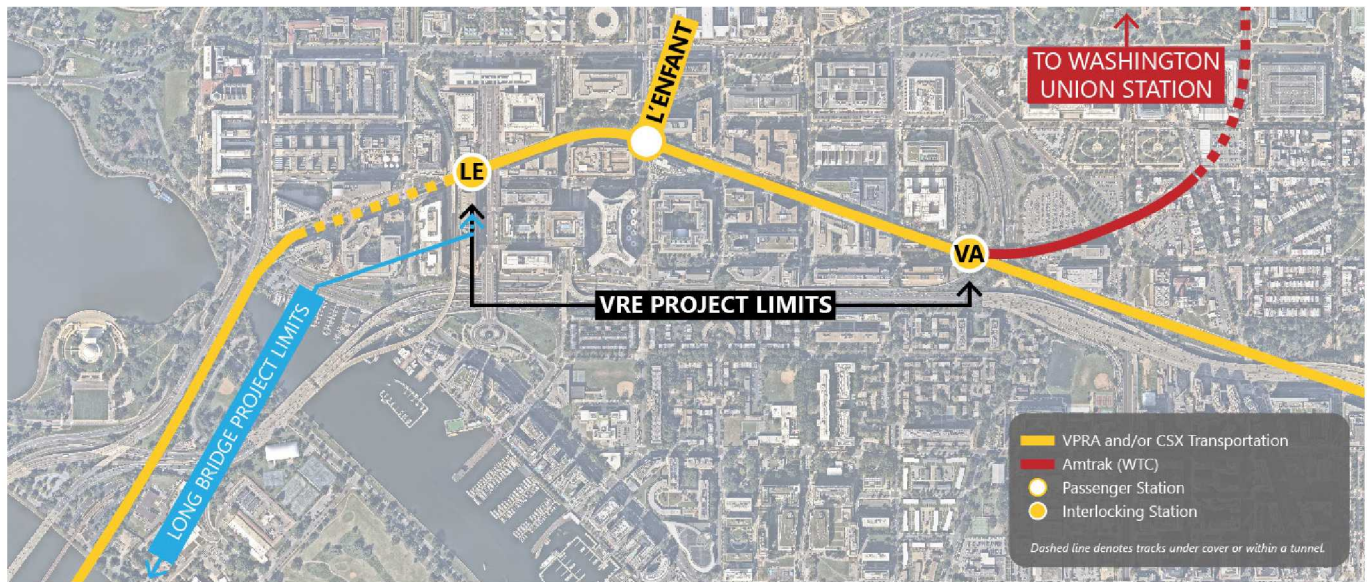 L'ENFANT
TO WASHINGTON
UNION STATION
LE
VA
VRE PROJECT LIMITS
LONG BRIDGE PROJECT LIMITS
VPRA and/or CSX Transportation
Amtrak (WTC)
Passenger Station
Interlocking Station
Dashed line denotes tracks under cover or within a tunnel.